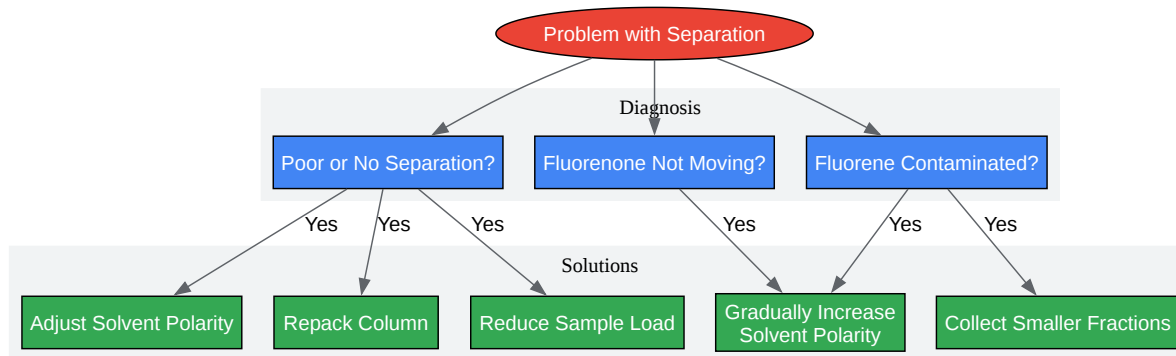 Problem with Separation
Diagnosis
Poor or No Separation?
Fluorenone Not Moving?
Fluorene Contaminated?
Yes
Yes
Yes
Yes
Yes
Yes
Solutions
Adjust Solvent Polarity
Repack Column
Reduce Sample Load
Gradually Increase
Solvent Polarity
Collect Smaller Fractions